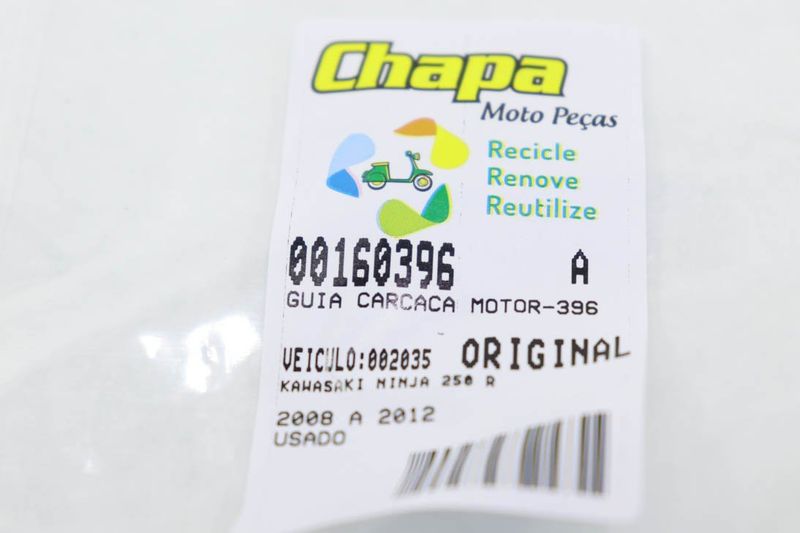 Chapa
Moto Peças
Recicle
Renove
Reutilize
00160396 A
GUIA CARCACA MOTOR-396
VEICULO:002035 ORIGINAL
KAWASAKI NINJA 250 R
2008 A 2012
USADO